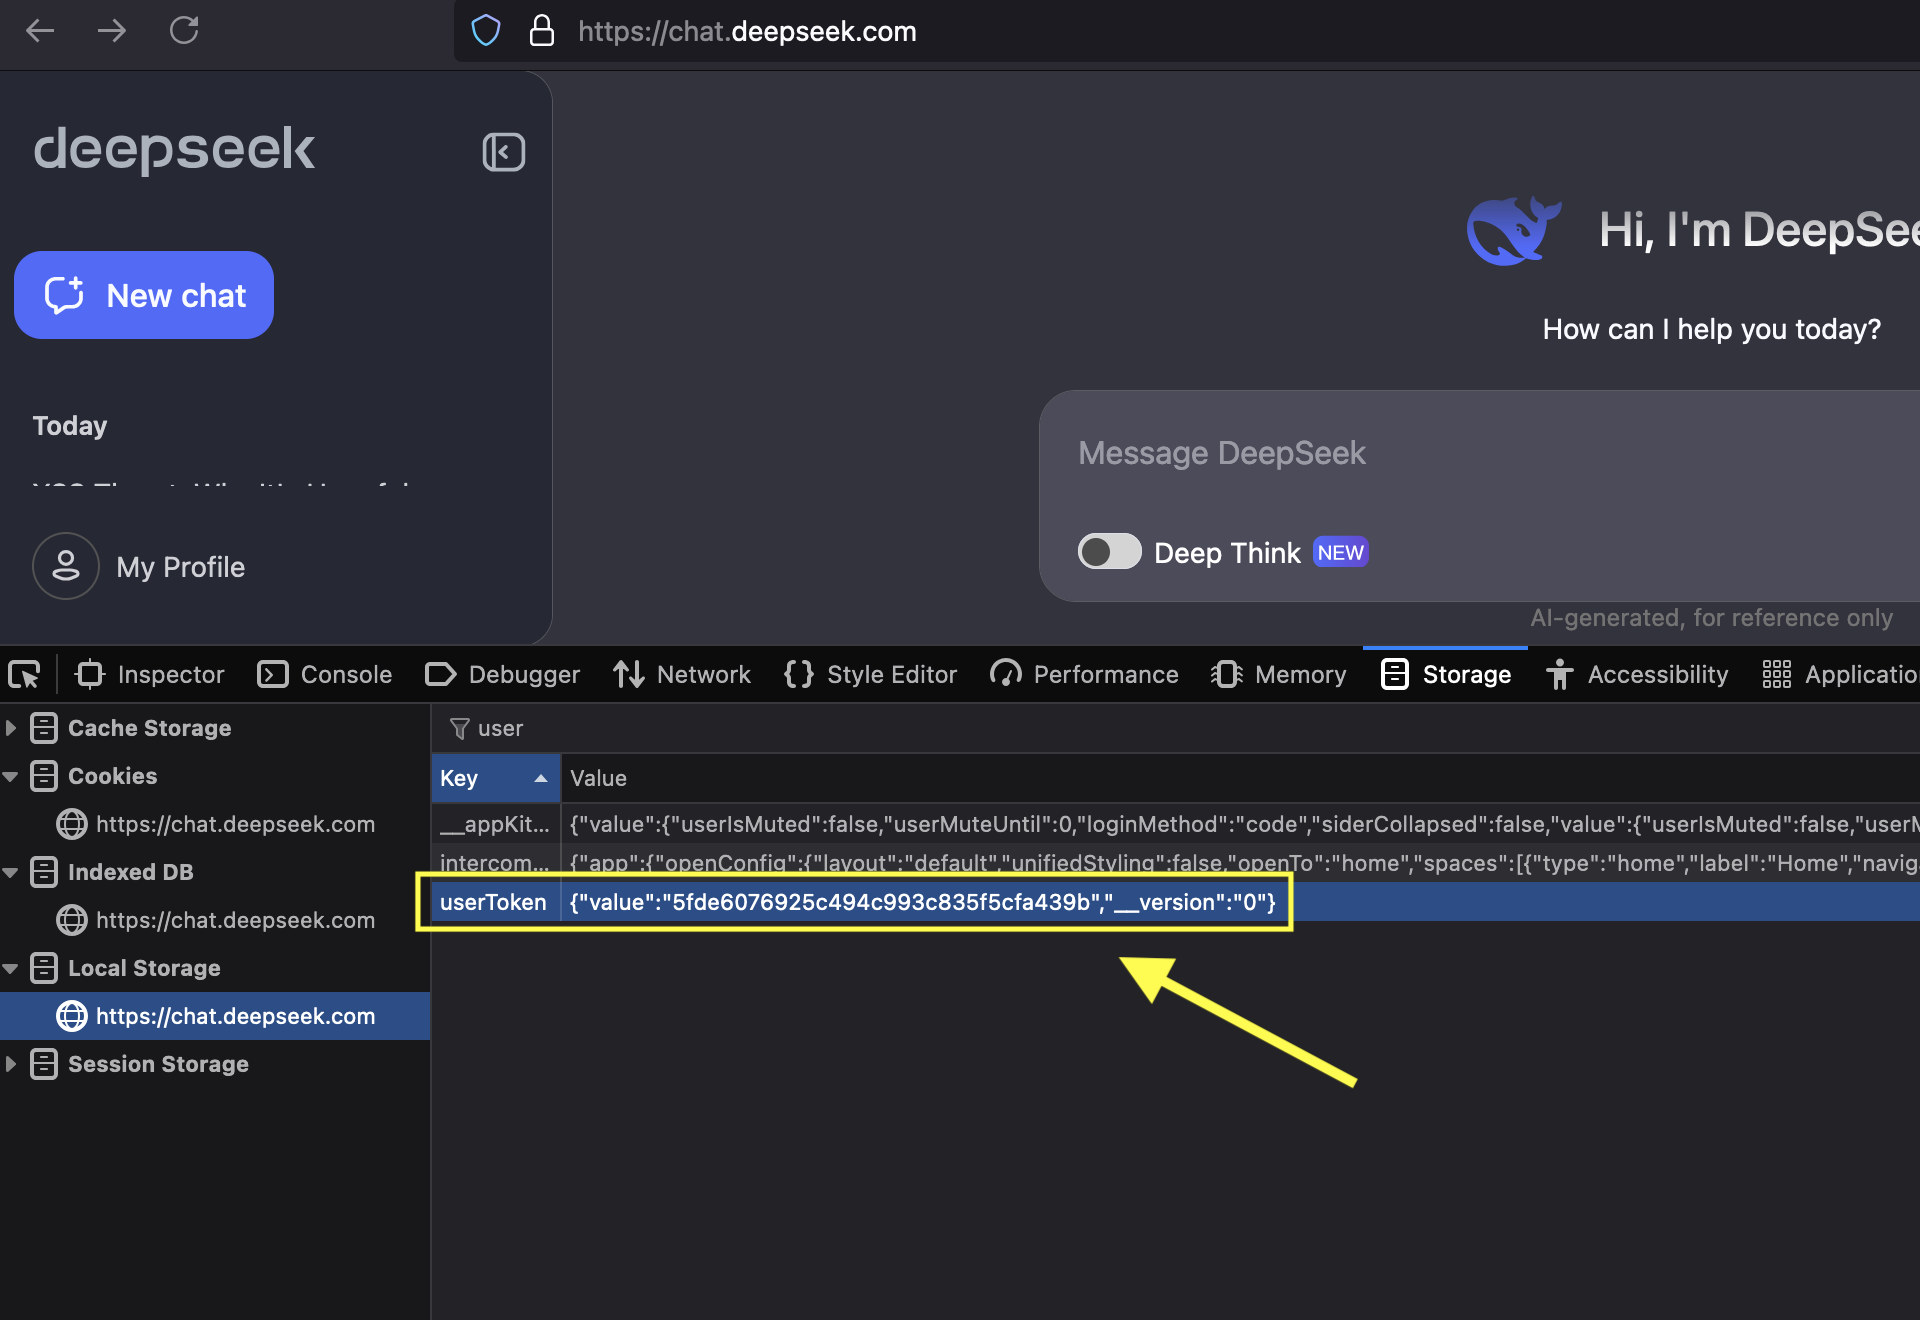 https://chat.deepseek.com
deepseek
New chat
Today
My Profile
Hi, I'm DeepSee
How can I help you today?
Message DeepSeek
Deep Think NEW
AI-generated, for reference only
Inspector Console Debugger Network Style Editor Performance Memory Storage Accessibility Applicatio
Cache Storage
Cookies
https://chat.deepseek.com
Indexed DB
https://chat.deepseek.com
Local Storage
https://chat.deepseek.com
Session Storage
user
Key Value
__appKit... {"value":{"userIsMuted":false,"userMuteUntil":0,"loginMethod":"code","siderCollapsed":false,"value":{"userIsMuted":false,"userM
intercom... {"app":{"openConfig":{"layout":"default","unifiedStyling":false,"openTo":"home","spaces":[{"type":"home","label":"Home","naviga
userToken {"value":"5fde6076925c494c993c835f5cfa439b","__version":"0"}